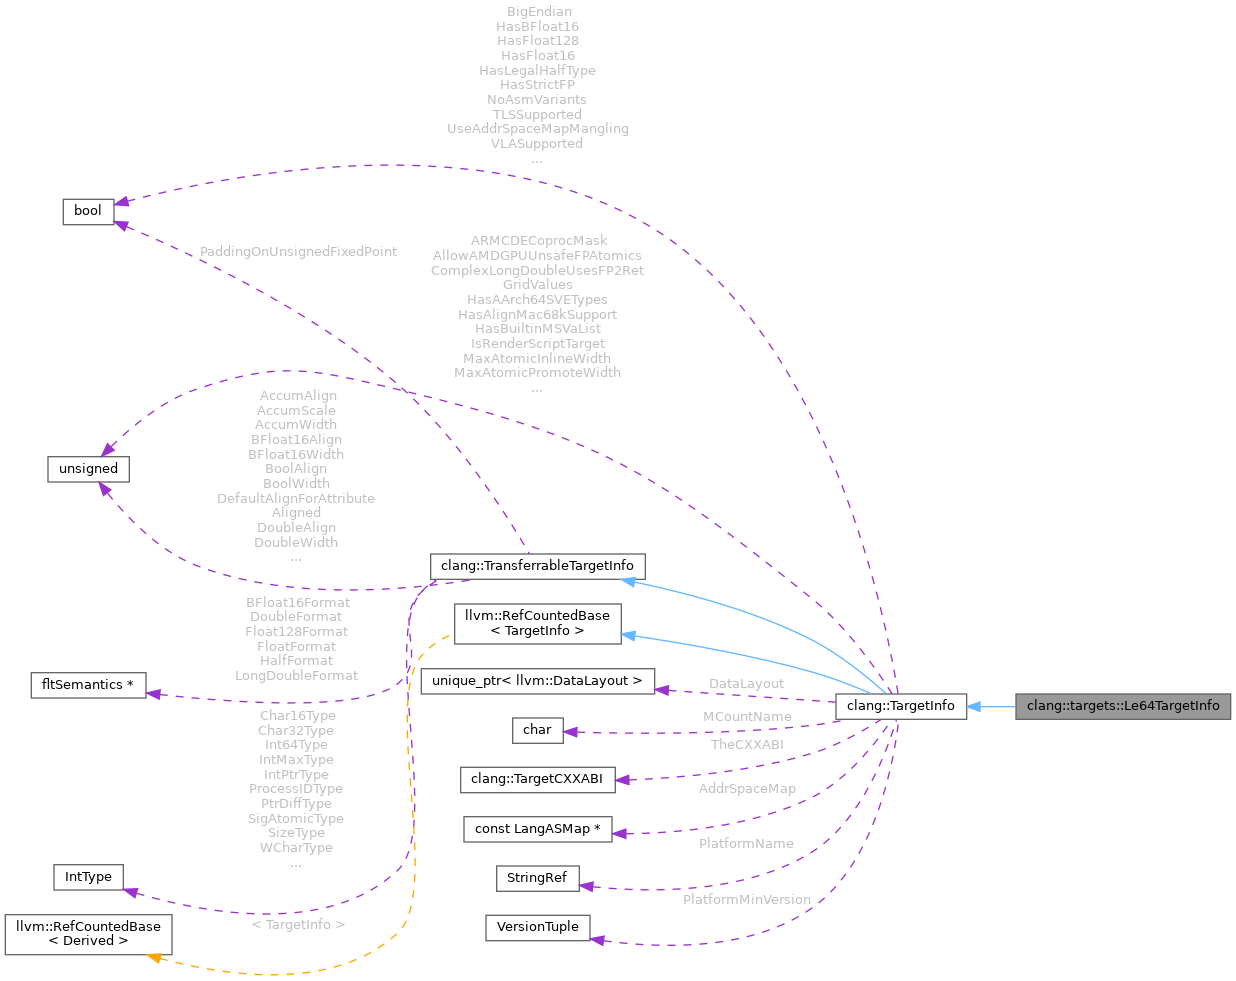 BigEndian
HasBFloat16
HasFloat128
HasFloat16
HasLegalHalfType
HasStrictFP
NoAsmVariants
TLSSupported
UseAddrSpaceMapMangling
VLASupported
...
bool
PaddingOnUnsignedFixedPoint
ARMCDECoprocMask
AllowAMDGPUUnsafeFPAtomics
ComplexLongDoubleUsesFP2Ret
GridValues
HasAArch64SVETypes
HasAlignMac68kSupport
HasBuiltinMSVaList
IsRenderScriptTarget
MaxAtomicInlineWidth
MaxAtomicPromoteWidth
...
AccumAlign
AccumScale
AccumWidth
BFloat16Align
BFloat16Width
BoolAlign
BoolWidth
DefaultAlignForAttribute
Aligned
DoubleAlign
DoubleWidth
...
unsigned
clang::TransferrableTargetInfo
llvm::RefCountedBase
< TargetInfo >
BFloat16Format
DoubleFormat
Float128Format
FloatFormat
HalfFormat
LongDoubleFormat
fltSemantics *
unique_ptr< llvm::DataLayout >
DataLayout
clang::TargetInfo
clang::targets::Le64TargetInfo
char
MCountName
TheCXXABI
clang::TargetCXXABI
AddrSpaceMap
const LangASMap *
PlatformName
StringRef
PlatformMinVersion
VersionTuple
Char16Type
Char32Type
Int64Type
IntMaxType
IntPtrType
ProcessIDType
PtrDiffType
SigAtomicType
SizeType
WCharType
...
IntType
< TargetInfo >
llvm::RefCountedBase
< Derived >